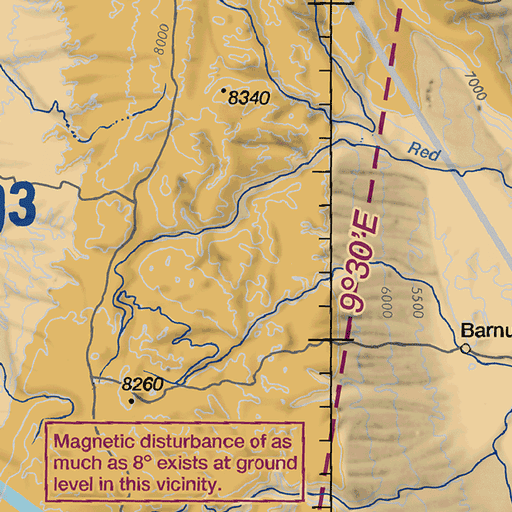 8000
8340
7000
Red
93
9°30'E
6000
5500
Barnu
8260
Magnetic disturbance of as
much as 8° exists at ground
level in this vicinity.